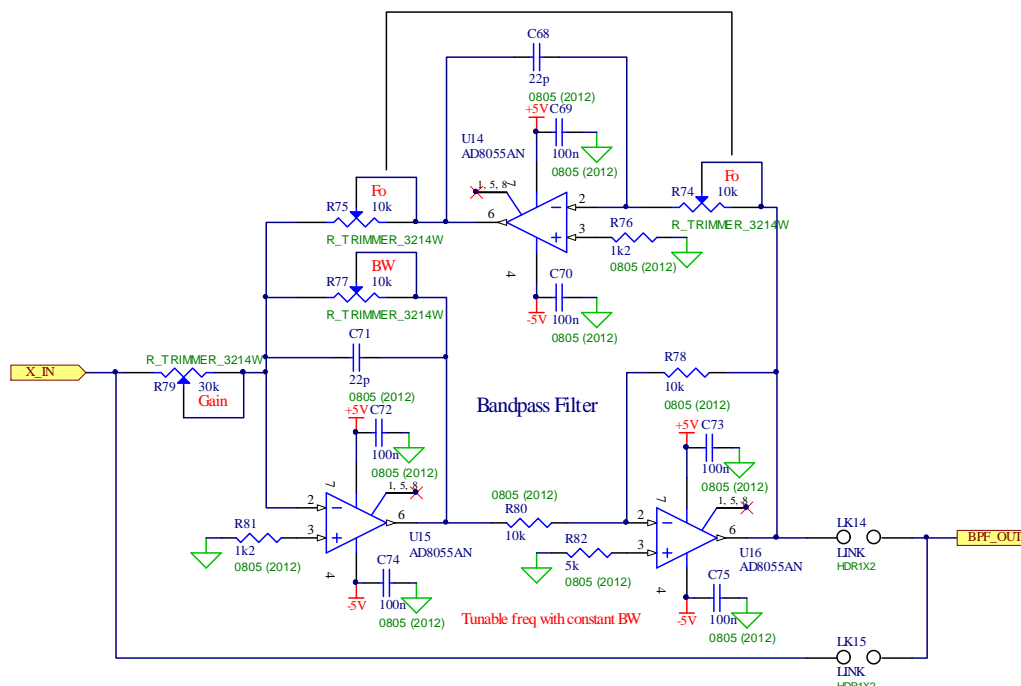 C68
22p
0805 (2012)
+5V
C69
100n
0805 (2012)
U14
AD8055AN
1, 5, 8
7
6
2
3
4
Fo
R75
10k
R_TRIMMER_3214W
Fo
R74
10k
R_TRIMMER_3214W
R76
1k2
0805 (2012)
C70
100n
0805 (2012)
-5V
BW
R77
10k
R_TRIMMER_3214W
C71
22p
0805 (2012)
X_IN
R_TRIMMER_3214W
R79
30k
Gain
Bandpass Filter
R78
10k
0805 (2012)
+5V
C72
100n
0805 (2012)
7
1, 5, 8
2
3
6
4
U15
AD8055AN
R81
1k2
0805 (2012)
C74
100n
0805 (2012)
-5V
0805 (2012)
R80
10k
R82
5k
0805 (2012)
+5V
C73
100n
0805 (2012)
7
1, 5, 8
2
3
6
4
U16
AD8055AN
C75
100n
0805 (2012)
-5V
LK14
LINK
HDR1X2
BPF_OUT
Tunable freq with constant BW
LK15
LINK
HDR1X2